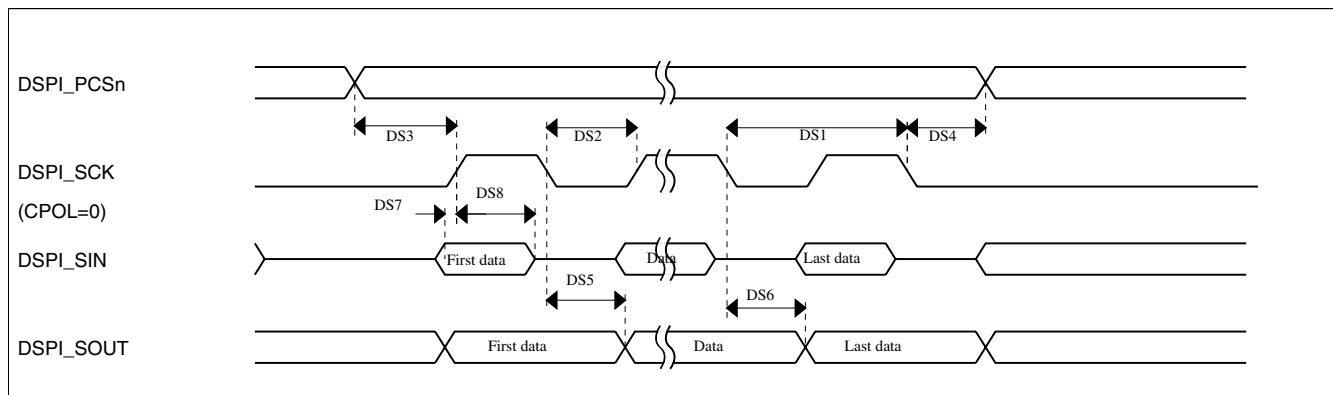 DSPI_PCSn
DS3
DS2
DS1
DS4
DSPI_SCK
(CPOL=0)
DS7
DS8
DSPI_SIN
First data
Data
Last data
DS5
DS6
DSPI_SOUT
First data
Data
Last data